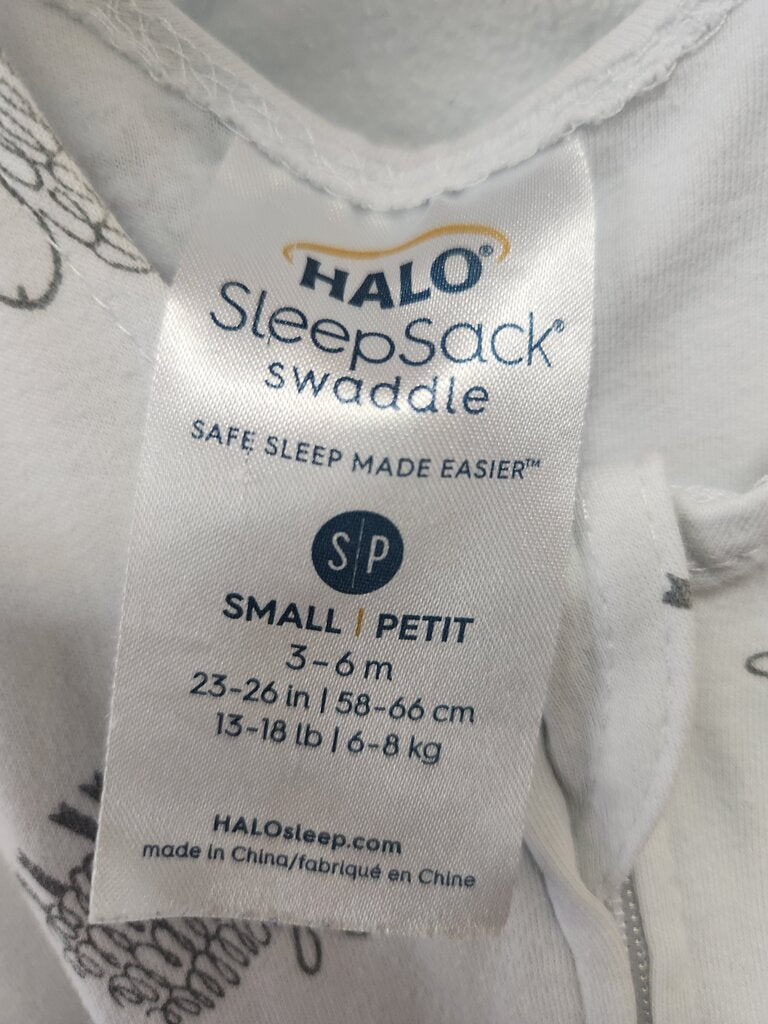 HALO®
SleepSack®
swaddle
SAFE SLEEP MADE EASIER™
S|P
SMALL | PETIT
3-6 m
23-26 in | 58-66 cm
13-18 lb | 6-8 kg
HALOsleep.com
made in China/fabriqué en Chine